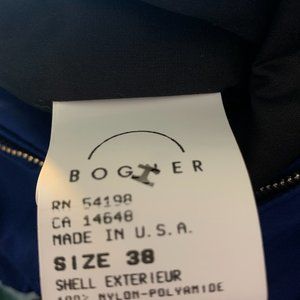 BOGNER
RN 54198
CA 14648
MADE IN U.S.A.
SIZE 38
SHELL EXTERIEUR
100% NYLON-POLYAMIDE